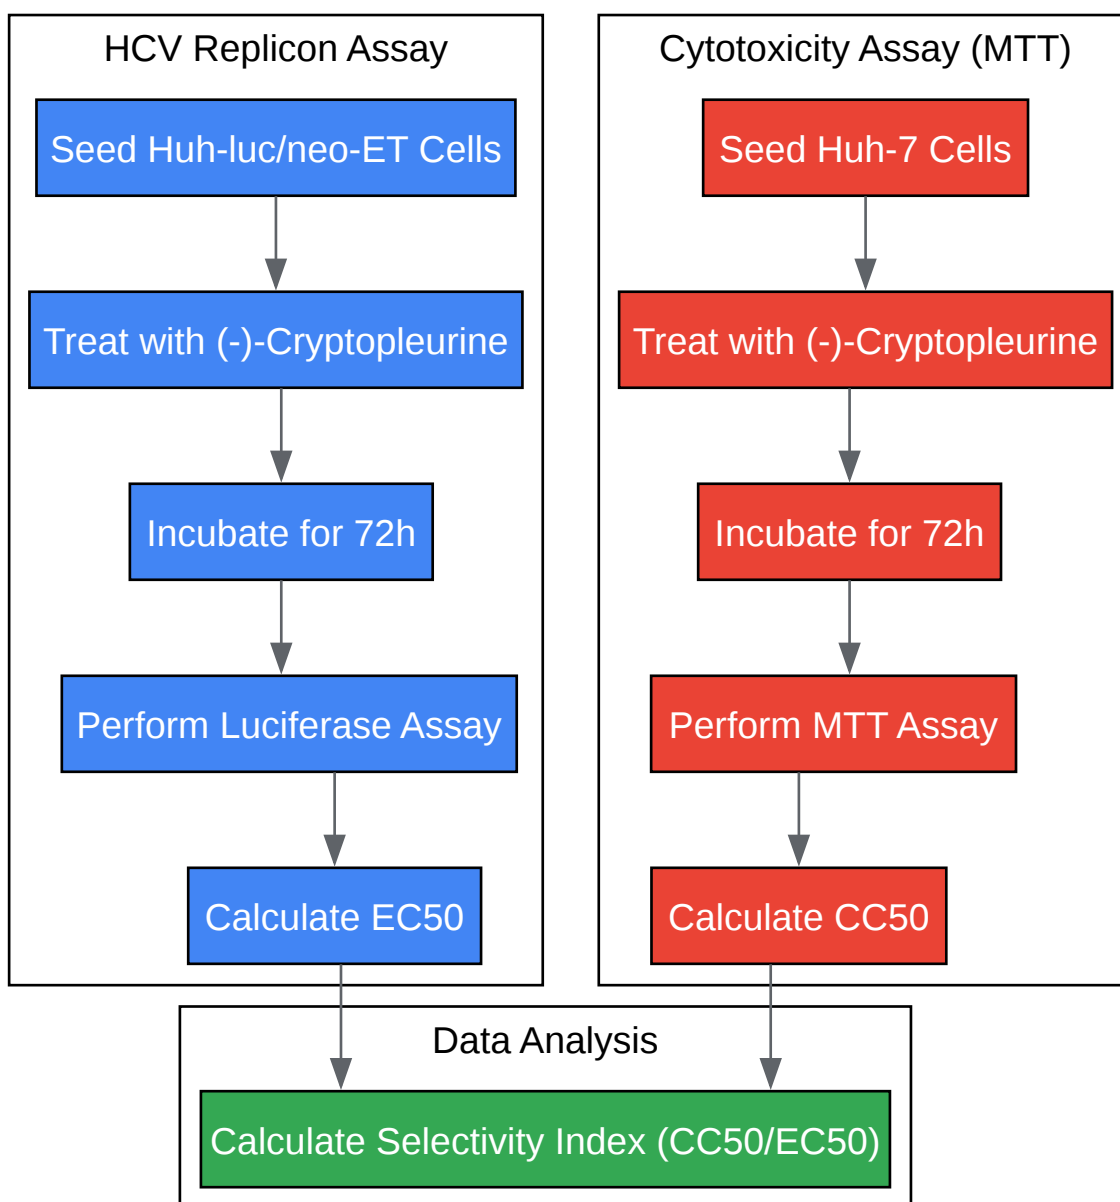 HCV Replicon Assay
Seed Huh-luc/neo-ET Cells
Treat with (-)-Cryptopleurine
Incubate for 72h
Perform Luciferase Assay
Calculate EC50
Cytotoxicity Assay (MTT)
Seed Huh-7 Cells
Treat with (-)-Cryptopleurine
Incubate for 72h
Perform MTT Assay
Calculate CC50
Data Analysis
Calculate Selectivity Index (CC50/EC50)